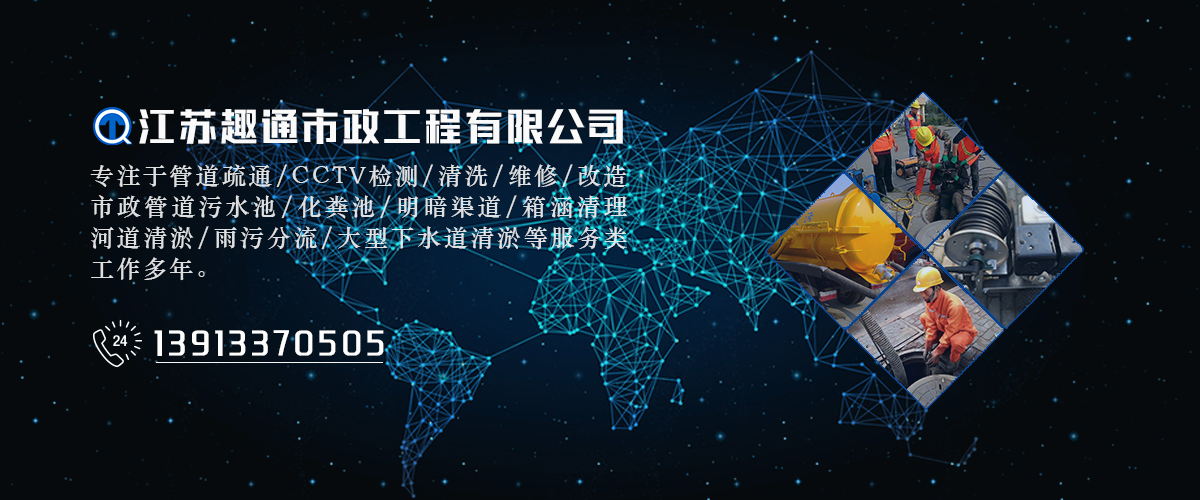 江苏趣通市政工程有限公司
专注于管道疏通/CCTV检测/清洗/维修/改造
市政管道污水池/化粪池/明暗渠道/箱涵清理
河道清淤/雨污分流/大型下水道清淤等服务类
工作多年。
24
13913370505